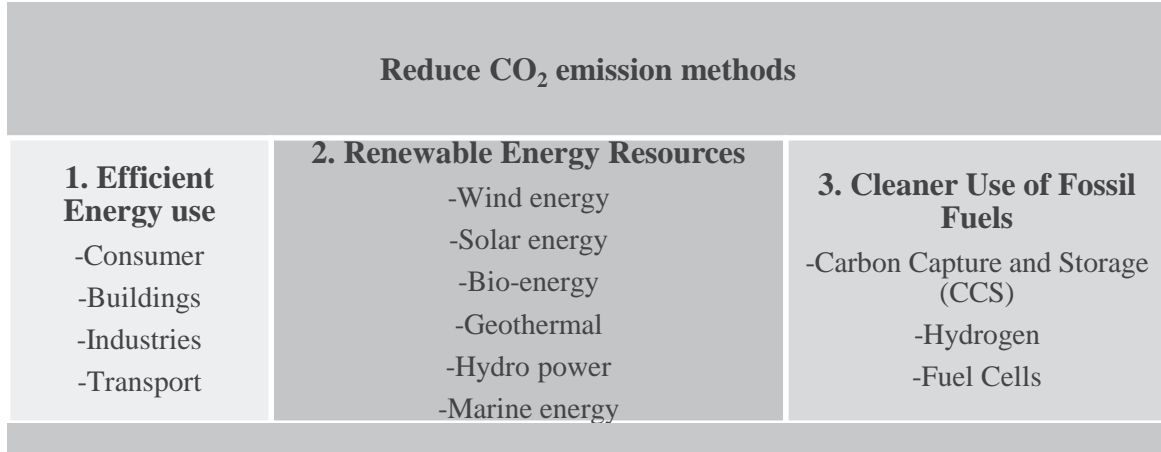 Reduce CO₂ emission methods
1. Efficient
Energy use
-Consumer
-Buildings
-Industries
-Transport
2. Renewable Energy Resources
-Wind energy
-Solar energy
-Bio-energy
-Geothermal
-Hydro power
-Marine energy
3. Cleaner Use of Fossil
Fuels
-Carbon Capture and Storage
(CCS)
-Hydrogen
-Fuel Cells